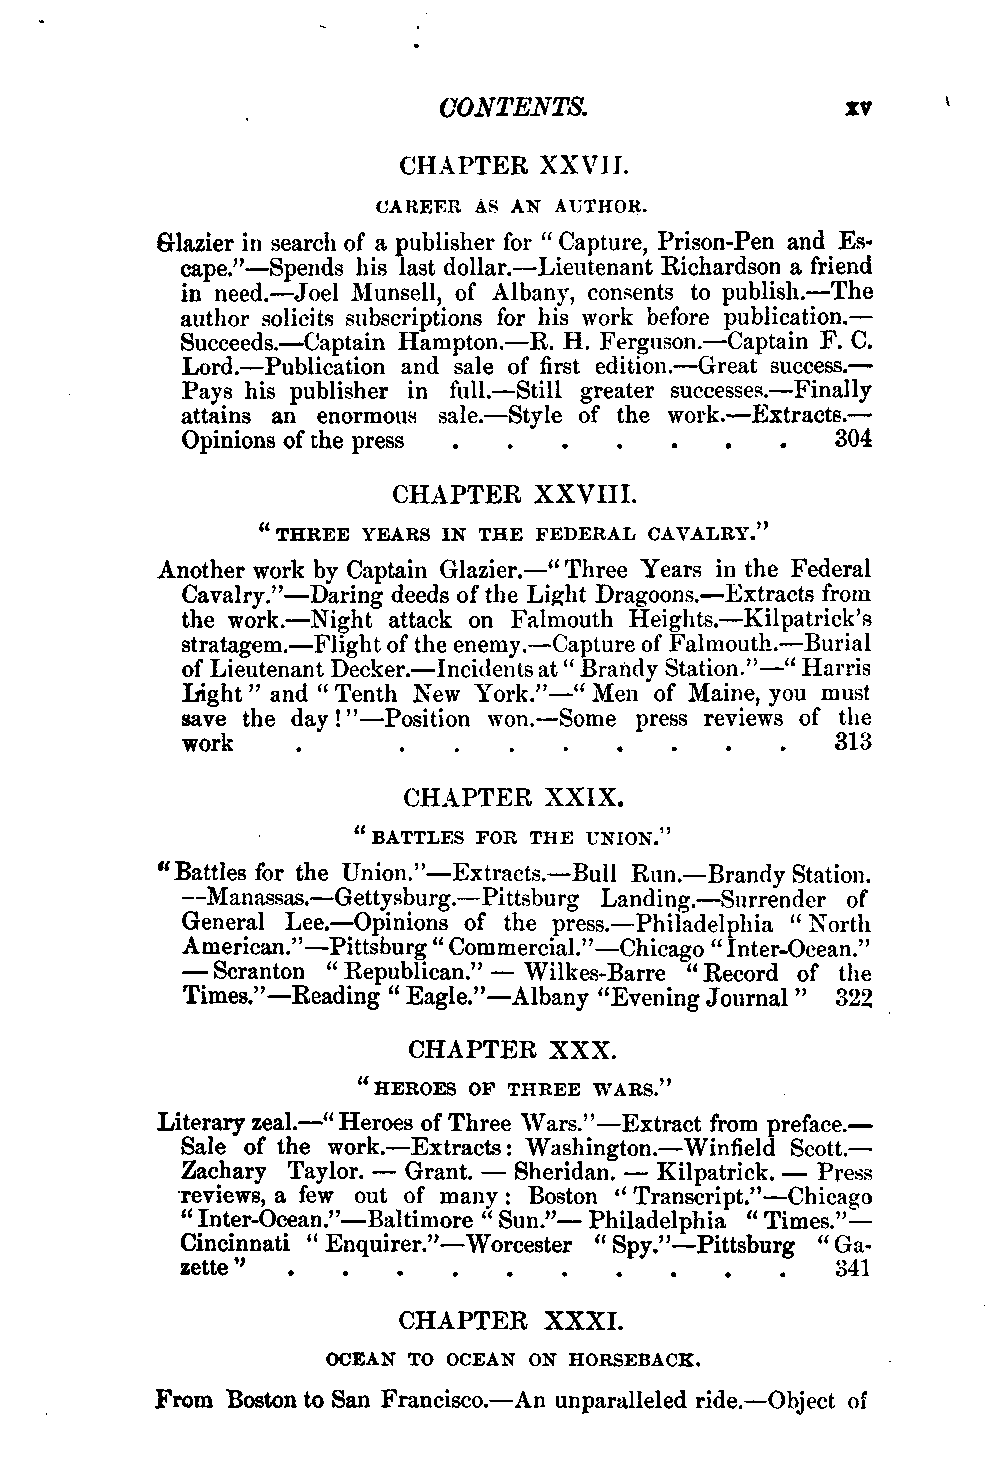 CONTENTS. xv
CHAPTER XXVII.
CAREER AS AN AUTHOR.
Glazier in search of a publisher for “Capture, Prison-Pen and Es-
cape.”—Spends his last dollar.—Lieutenant Richardson a friend
in need.—Joel Munsell, of Albany, consents to publish.—The
author solicits subscriptions for his work before publication.—
Succeeds.—Captain Hampton.—R. H. Ferguson.—Captain F. C.
Lord.—Publication and sale of first edition.—Great success.—
Pays his publisher in full.—Still greater successes.—Finally
attains an enormous sale.—Style of the work.—Extracts.—
Opinions of the press . . . . . . . 304
CHAPTER XXVIII.
“THREE YEARS IN THE FEDERAL CAVALRY.”
Another work by Captain Glazier.—“Three Years in the Federal
Cavalry.”—Daring deeds of the Light Dragoons.—Extracts from
the work.—Night attack on Falmouth Heights.—Kilpatrick’s
stratagem.—Flight of the enemy.—Capture of Falmouth.—Burial
of Lieutenant Decker.—Incidents at “Brandy Station.”—“Harris
Light” and “Tenth New York.”—“Men of Maine, you must
save the day!”—Position won.—Some press reviews of the
work . . . . . . . . . 313
CHAPTER XXIX.
“BATTLES FOR THE UNION.”
“Battles for the Union.”—Extracts.—Bull Run.—Brandy Station.
—Manassas.—Gettysburg.—Pittsburg Landing.—Surrender of
General Lee.—Opinions of the press.—Philadelphia “North
American.”—Pittsburg “Commercial.”—Chicago “Inter-Ocean.”
—Scranton “Republican.”—Wilkes-Barre “Record of the
Times.”—Reading “Eagle.”—Albany “Evening Journal” 322
CHAPTER XXX.
“HEROES OF THREE WARS.”
Literary zeal.—“Heroes of Three Wars.”—Extract from preface.—
Sale of the work.—Extracts: Washington.—Winfield Scott.—
Zachary Taylor.—Grant.—Sheridan.—Kilpatrick.—Press
reviews, a few out of many: Boston “Transcript.”—Chicago
“Inter-Ocean.”—Baltimore “Sun.”—Philadelphia “Times.”—
Cincinnati “Enquirer.”—Worcester “Spy.”—Pittsburg “Ga-
zette” . . . . . . . . . . 341
CHAPTER XXXI.
OCEAN TO OCEAN ON HORSEBACK.
From Boston to San Francisco.—An unparalleled ride.—Object of